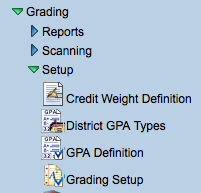 Grading
Reports
Scanning
Setup
Credit Weight Definition
District GPA Types
GPA Definition
Grading Setup